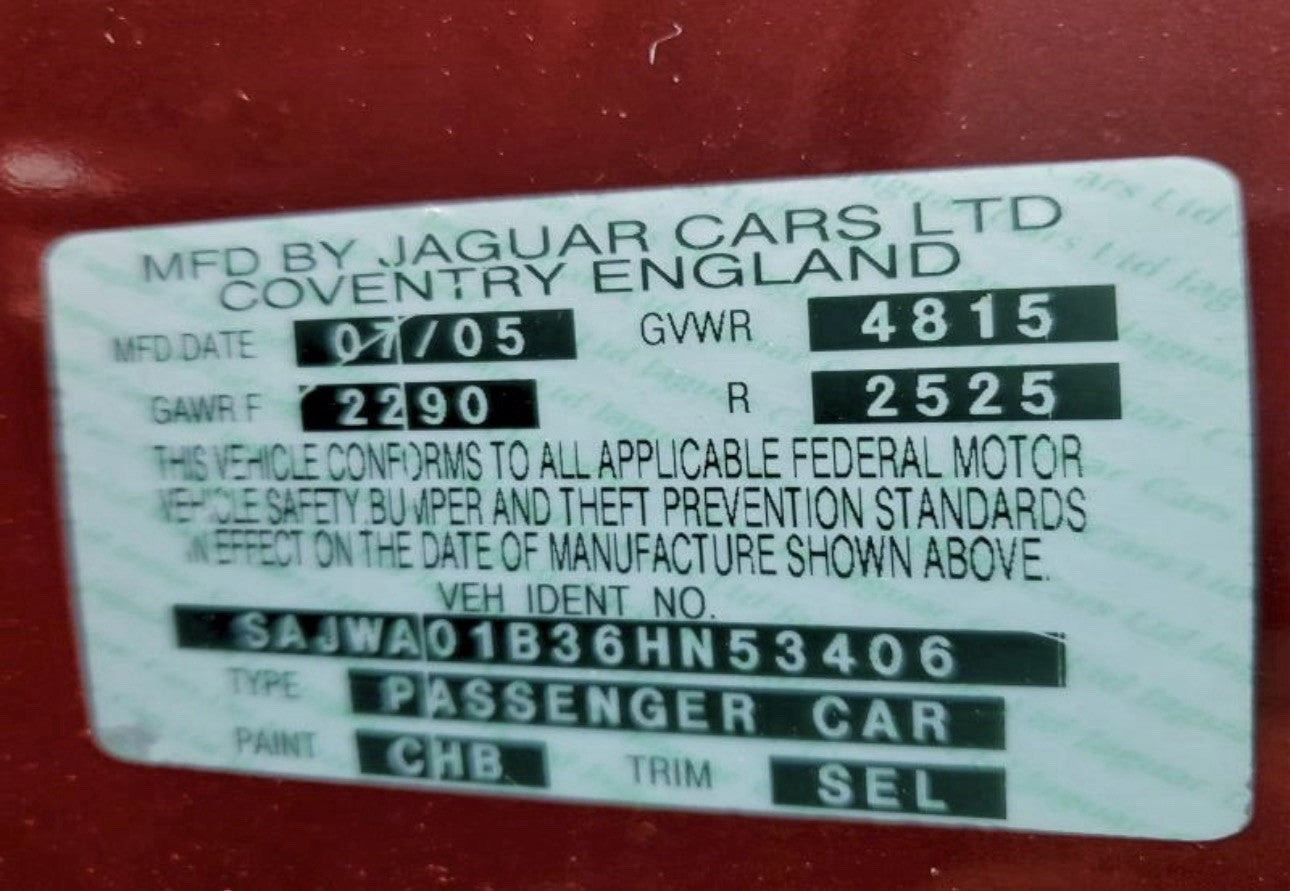 MFD BY JAGUAR CARS LTD
COVENTRY ENGLAND
MFD.DATE 07/05 GVWR 4815
GAWR F 2290 R 2525
THIS VEHICLE CONFORMS TO ALL APPLICABLE FEDERAL MOTOR
VEHICLE SAFETY.BUMPER AND THEFT PREVENTION STANDARDS
IN EFFECT ON THE DATE OF MANUFACTURE SHOWN ABOVE.
VEH IDENT NO.
SAJWA01B36HN53406
TYPE PASSENGER CAR
PAINT CHB TRIM SEL